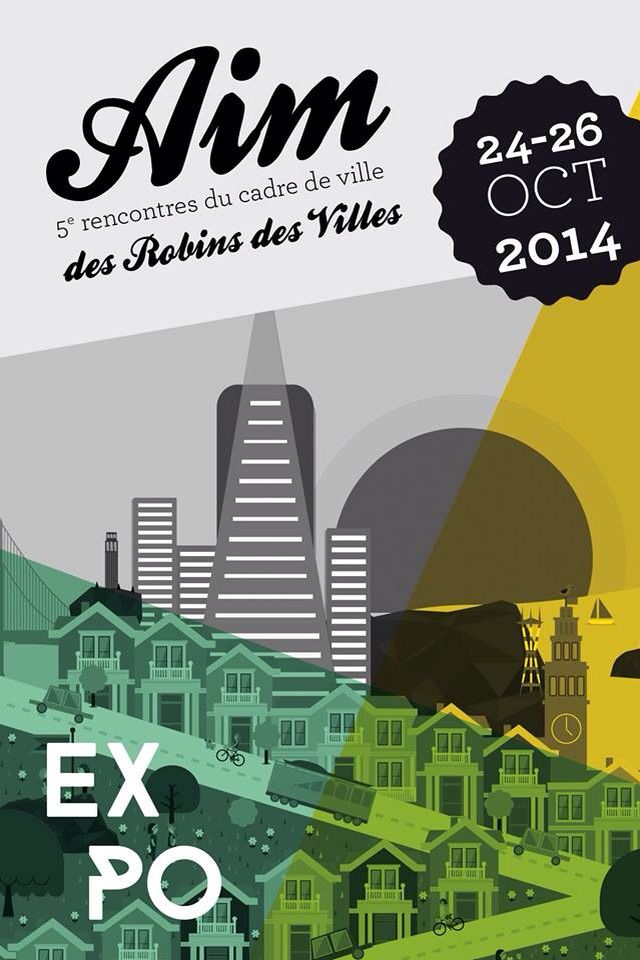 Aim
5e rencontres du cadre de ville
des Robins des Villes
24-26
OCT
2014
EX
PO